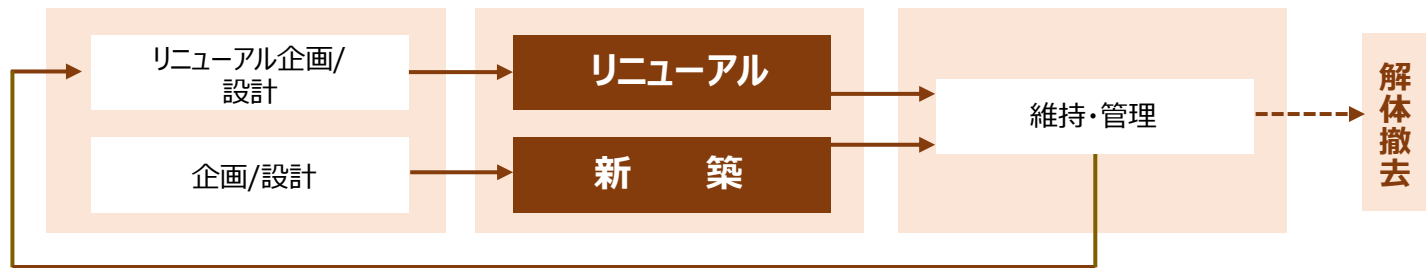 リニューアル企画/
設計
リニューアル
企画/設計
新　築
維持・管理
解体撤去